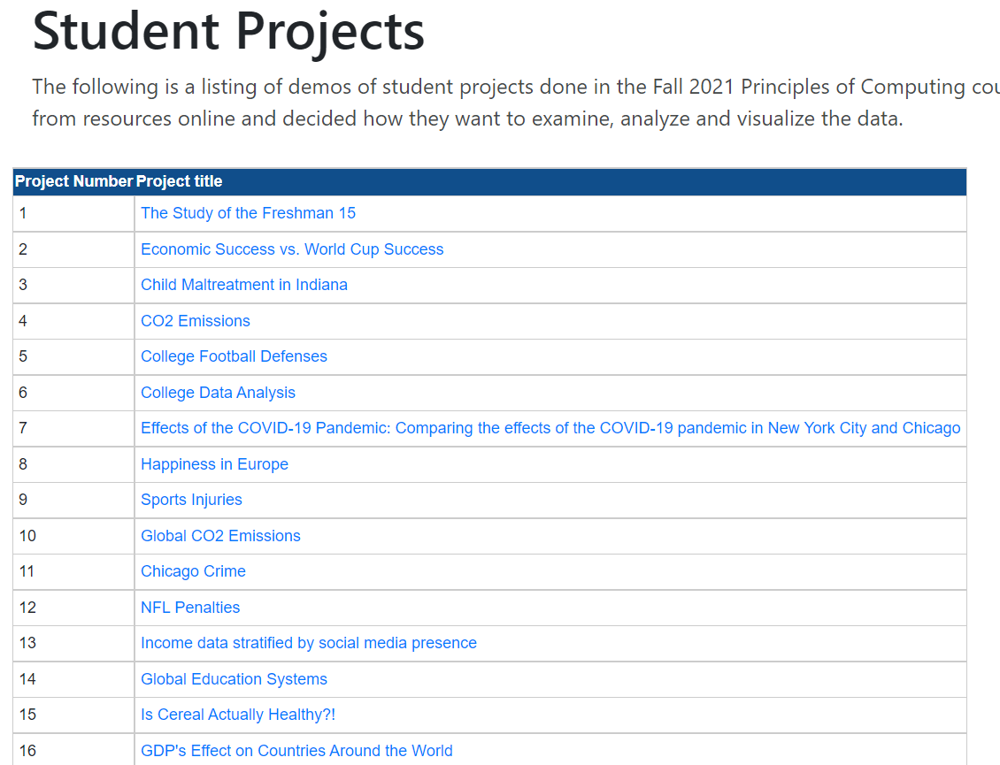 Student Projects
The following is a listing of demos of student projects done in the Fall 2021 Principles of Computing
from resources online and decided how they want to examine, analyze and visualize the data.
Project Number Project title
1 The Study of the Freshman 15
2 Economic Success vs. World Cup Success
3 Child Maltreatment in Indiana
4 CO2 Emissions
5 College Football Defenses
6 College Data Analysis
7 Effects of the COVID-19 Pandemic: Comparing the effects of the COVID-19 pandemic in New York City and Chicago
8 Happiness in Europe
9 Sports Injuries
10 Global CO2 Emissions
11 Chicago Crime
12 NFL Penalties
13 Income data stratified by social media presence
14 Global Education Systems
15 Is Cereal Actually Healthy?!
16 GDP's Effect on Countries Around the World